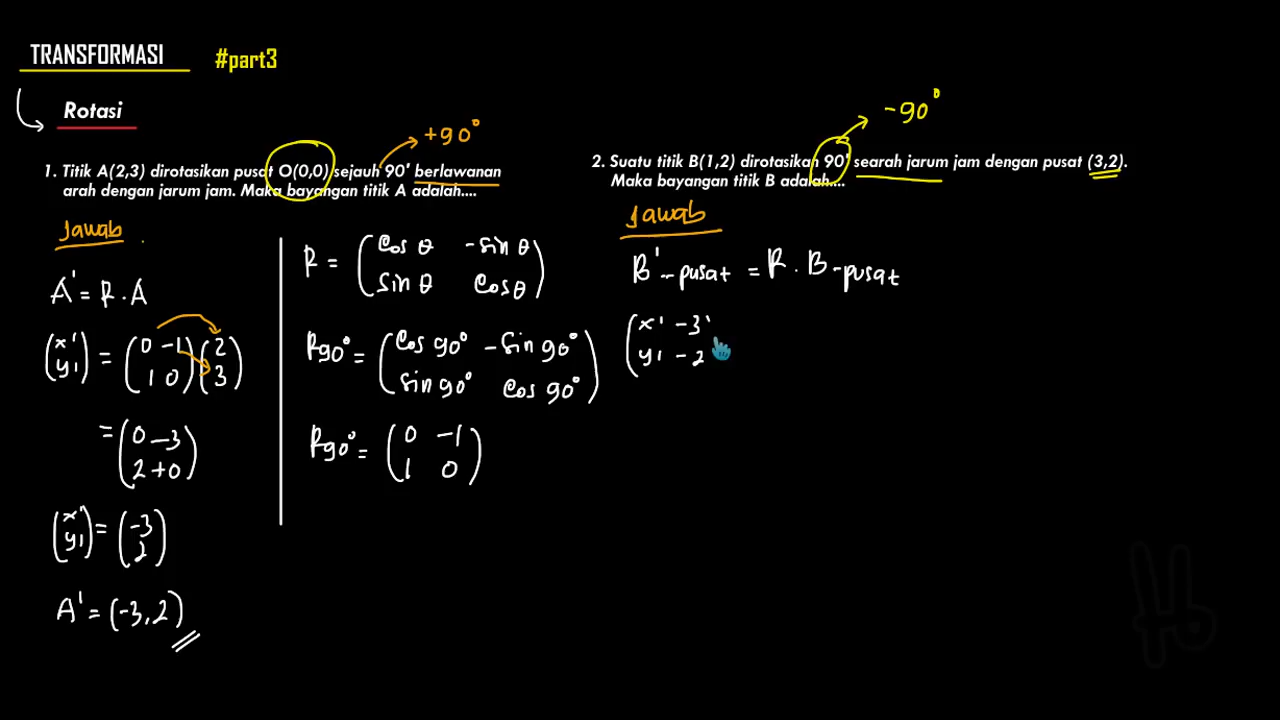 TRANSFORMASI
#part3
Rotasi
+90°
1. Titik A(2,3) dirotasikan pusat O(0,0) sejauh 90° berlawanan
arah dengan jarum jam. Maka bayangan titik A adalah....
Jawab
A' = R . A
(x' y') = (0 -1 1 0) (2 3)
= (0 - 3 2 + 0)
(x' y') = (-3 2)
A' = (-3, 2)
R = (cos θ -sin θ sin θ cos θ)
R90° = (cos 90° -sin 90° sin 90° cos 90°)
R90° = (0 -1 1 0)
-90°
2. Suatu titik B(1,2) dirotasikan 90° searah jarum jam dengan pusat (3,2).
Maka bayangan titik B adalah....
Jawab
B' - pusat = R . B - pusat
(x' - 3
y' - 2